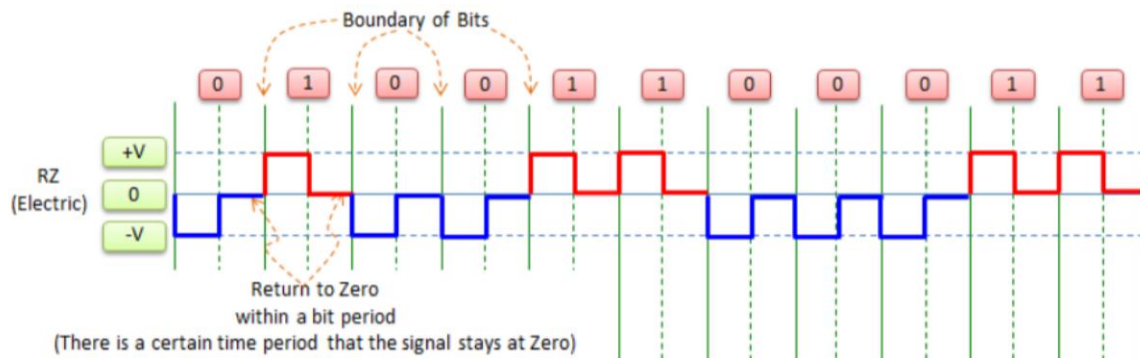 Boundary of Bits
0 1 0 0 1 1 0 0 0 1 1
+V
RZ
(Electric)
0
-V
Return to Zero
within a bit period
(There is a certain time period that the signal stays at Zero)